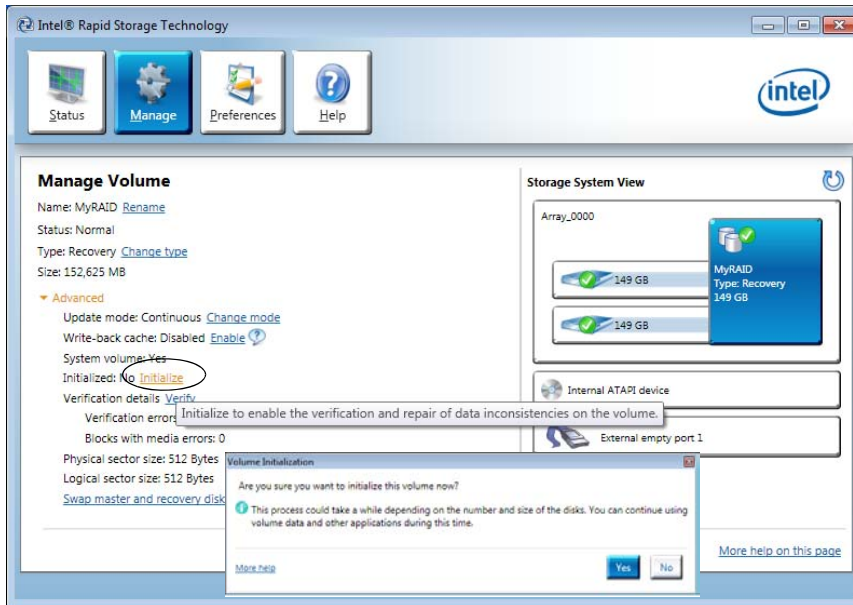 Intel® Rapid Storage Technology
Status
Manage
Preferences
Help
intel
Manage Volume
Name: MyRAID Rename
Status: Normal
Type: Recovery Change type
Size: 152,625 MB
Advanced
Update mode: Continuous Change mode
Write-back cache: Disabled Enable ?
System volume: Yes
Initialized: No Initialize
Verification details Verify
Initialize to enable the verification and repair of data inconsistencies on the volume.
Verification errors
Blocks with media errors: 0
Physical sector size: 512 Bytes
Logical sector size: 512 Bytes
Swap master and recovery disk
Storage System View
Array_0000
149 GB
149 GB
MyRAID
Type: Recovery
149 GB
Internal ATAPI device
External empty port 1
Volume Initialization
Are you sure you want to initialize this volume now?
This process could take a while depending on the number and size of the disks. You can continue using
volume data and other applications during this time.
More help
Yes
No
More help on this page